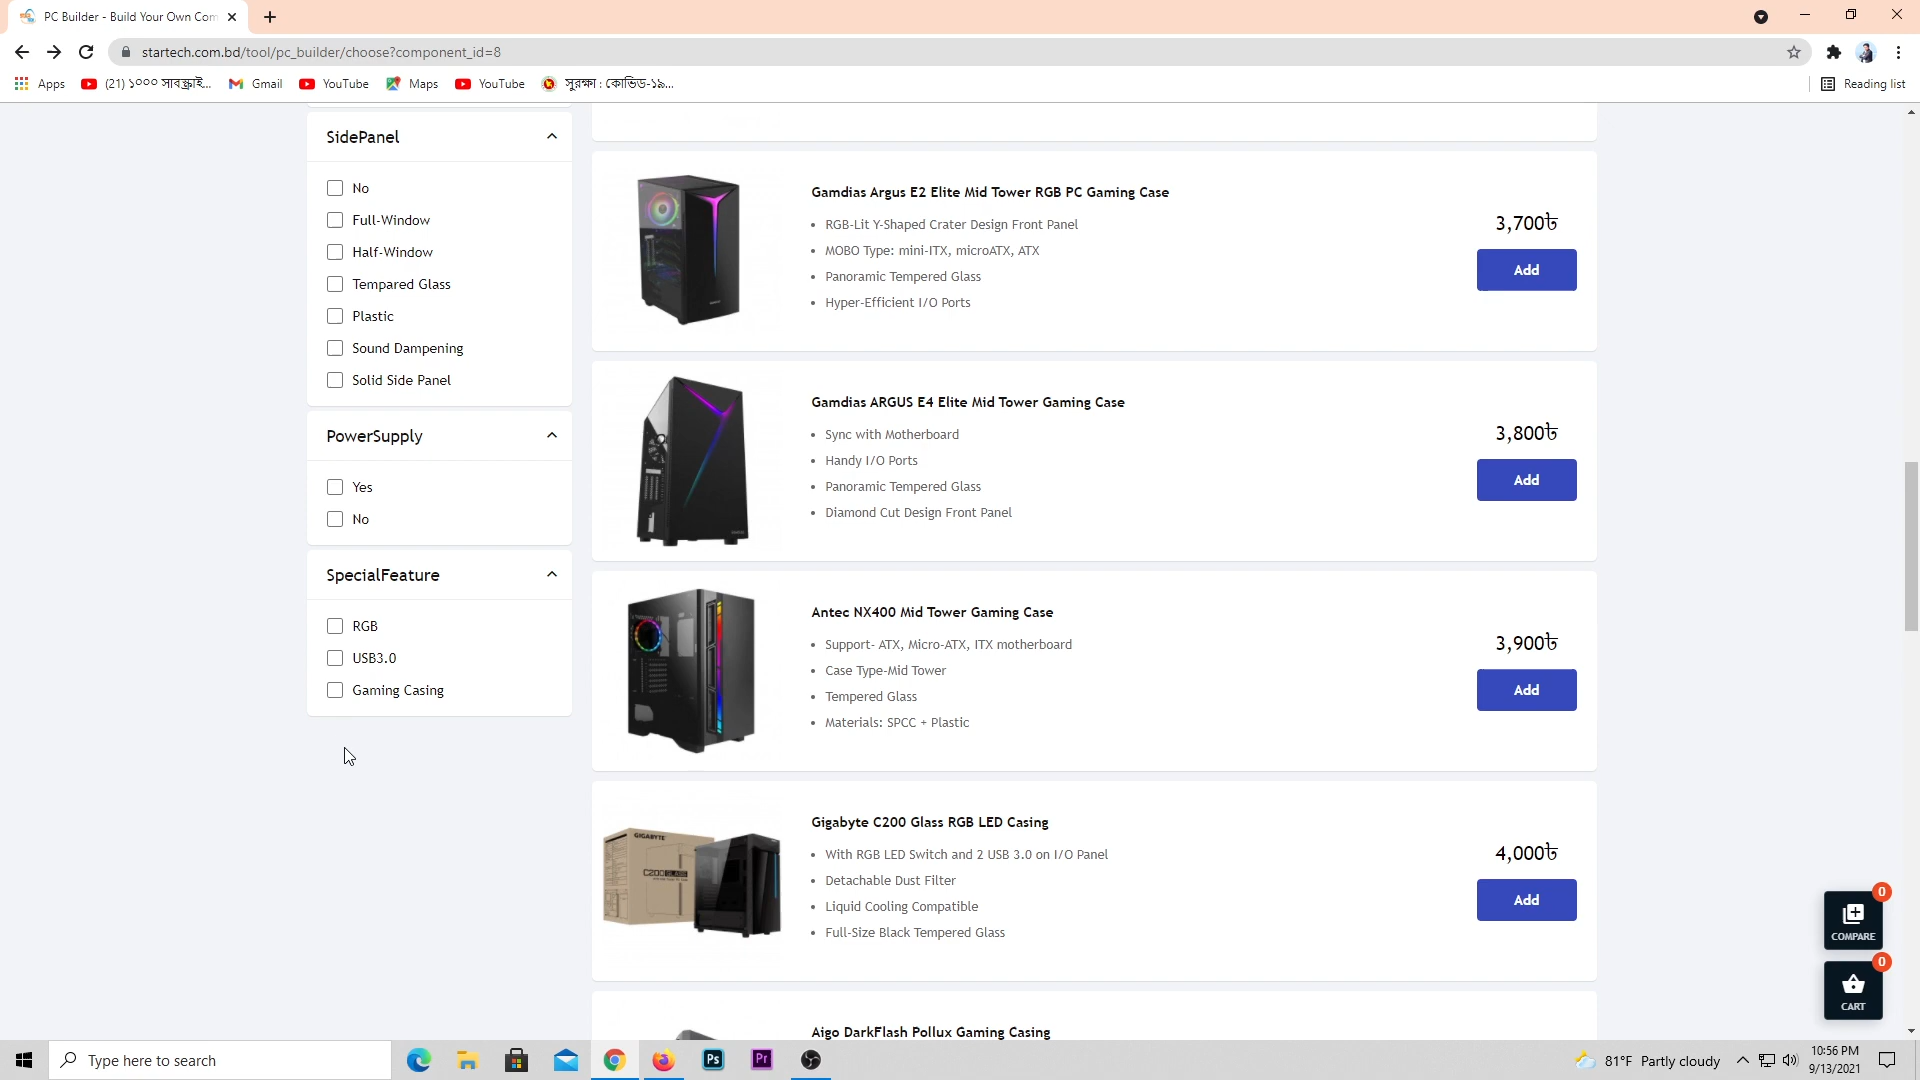 PC Builder - Build Your Own Com
startech.com.bd/tool/pc_builder/choose?component_id=8
Apps
(21) ১০০০ সাবস্ক্রাই...
Gmail
YouTube
Maps
YouTube
সুরক্ষা : কোভিড-১৯...
Reading list
SidePanel
No
Full-Window
Half-Window
Tempared Glass
Plastic
Sound Dampening
Solid Side Panel
PowerSupply
Yes
No
SpecialFeature
RGB
USB3.0
Gaming Casing
Gamdias Argus E2 Elite Mid Tower RGB PC Gaming Case
RGB-Lit Y-Shaped Crater Design Front Panel
MOBO Type: mini-ITX, microATX, ATX
Panoramic Tempered Glass
Hyper-Efficient I/O Ports
3,700৳
Add
Gamdias ARGUS E4 Elite Mid Tower Gaming Case
Sync with Motherboard
Handy I/O Ports
Panoramic Tempered Glass
Diamond Cut Design Front Panel
3,800৳
Add
Antec NX400 Mid Tower Gaming Case
Support- ATX, Micro-ATX, ITX motherboard
Case Type-Mid Tower
Tempered Glass
Materials: SPCC + Plastic
3,900৳
Add
GIGABYTE
C200 GLASS
Gigabyte C200 Glass RGB LED Casing
With RGB LED Switch and 2 USB 3.0 on I/O Panel
Detachable Dust Filter
Liquid Cooling Compatible
Full-Size Black Tempered Glass
4,000৳
Add
Aigo DarkFlash Pollux Gaming Casing
0
COMPARE
0
CART
Type here to search
Ps
Pr
81°F Partly cloudy
10:56 PM
9/13/2021